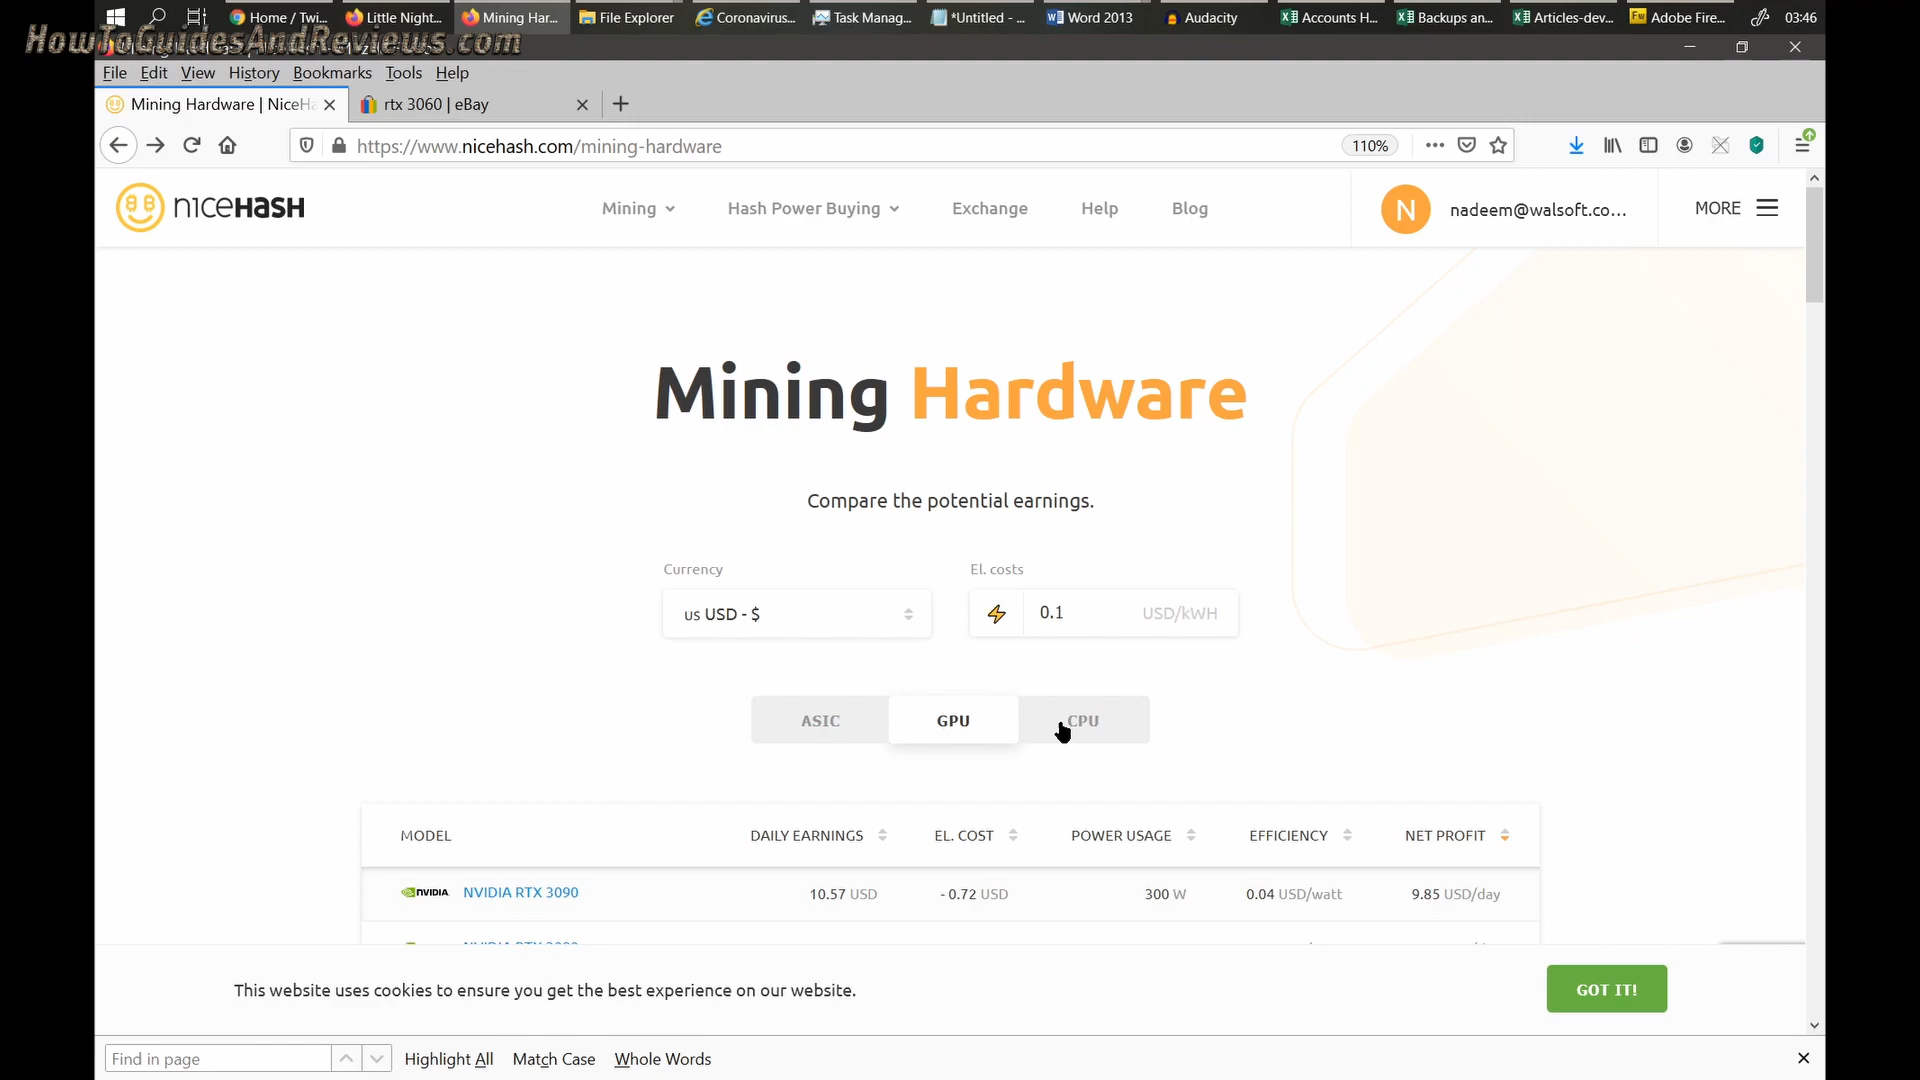 Home / Twi...
Little Night...
Mining Har...
File Explorer
Coronavirus...
Task Manag...
*Untitled - ...
Word 2013
Audacity
Accounts H...
Backups an...
Articles-dev...
Adobe Fire...
03:46
HowToGuidesAndReviews.com
File Edit View History Bookmarks Tools Help
Mining Hardware | NiceHa
rtx 3060 | eBay
https://www.nicehash.com/mining-hardware
110%
NICEHASH
Mining
Hash Power Buying
Exchange
Help
Blog
N
nadeem@walsoft.co...
MORE
Mining Hardware
Compare the potential earnings.
Currency
El. costs
us USD - $
0.1
USD/kWH
ASIC
GPU
CPU
MODEL DAILY EARNINGS EL. COST POWER USAGE EFFICIENCY NET PROFIT
NVIDIA NVIDIA RTX 3090 10.57 USD - 0.72 USD 300 W 0.04 USD/watt 9.85 USD/day
This website uses cookies to ensure you get the best experience on our website.
GOT IT!
Find in page
Highlight All
Match Case
Whole Words